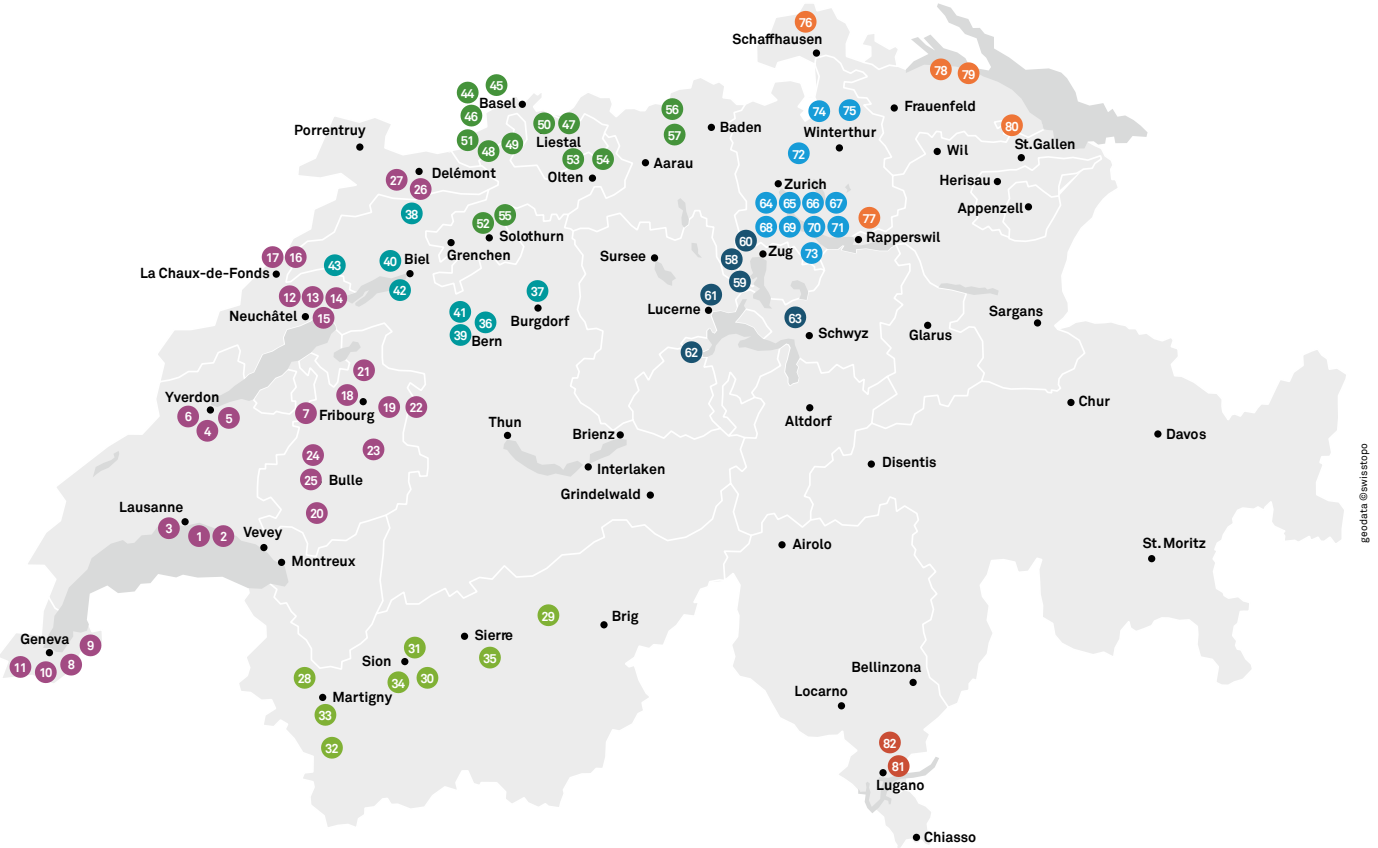 76
Schaffhausen
78
79
44
45
Basel
46
56
74
75
Frauenfeld
50
47
57
Baden
Winterthur
80
Porrentruy
51
48
49
Liestal
St.Gallen
53
54
Aarau
72
Wil
27
26
Delémont
Olten
Zurich
Herisau
64
65
66
67
Appenzell
38
52
55
Solothurn
68
69
70
71
77
Rapperswil
Grenchen
60
Zug
73
17
16
43
40
Biel
Sursee
58
La Chaux-de-Fonds
42
59
12
13
14
37
61
Neuchâtel
15
41
36
Burgdorf
Lucerne
63
Sargans
39
Bern
Schwyz
Glarus
62
21
Yverdon
18
Chur
6
5
7
Fribourg
19
22
4
Thun
Brienz
Altdorf
Davos
24
23
Interlaken
Disentis
25
Bulle
Grindelwald
geodata ©swisstopo
Lausanne
20
3
1
2
Vevey
Airolo
St. Moritz
Montreux
29
Brig
Geneva
9
Sierre
31
11
10
8
Sion
35
Bellinzona
28
34
30
Martigny
Locarno
33
32
82
81
Lugano
Chiasso